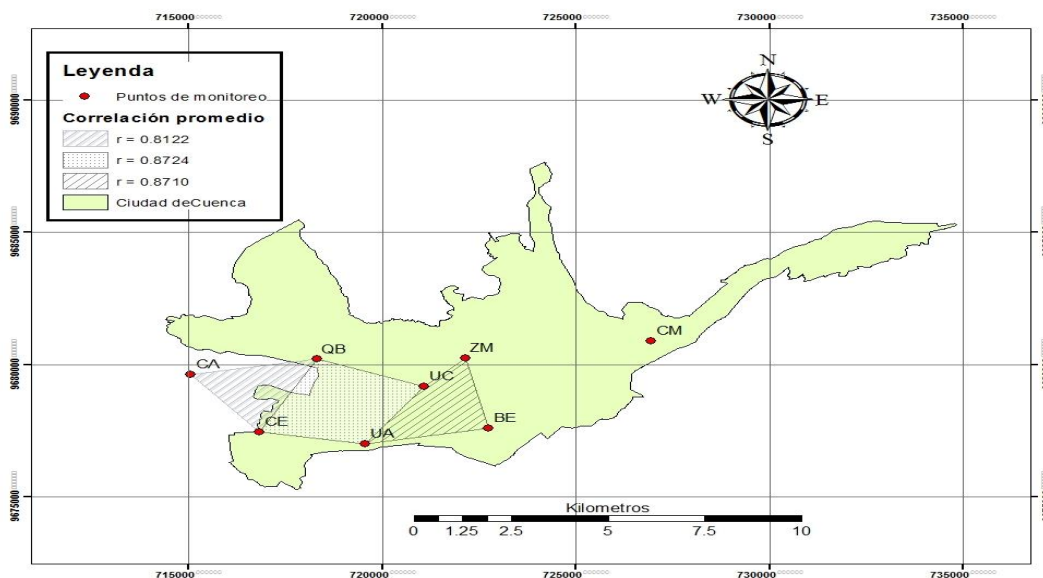 715000 720000 725000 730000 735000
Leyenda
Puntos de monitoreo
Correlación promedio
r = 0.8122
r = 0.8724
r = 0.8710
Ciudad deCuenca
N
W E
S
9690000
9685000
9680000
9675000
CM
ZM
QB
CA
UC
CE
BE
UA
Kilometros
0 1.25 2.5 5 7.5 10
715000 720000 725000 730000 735000